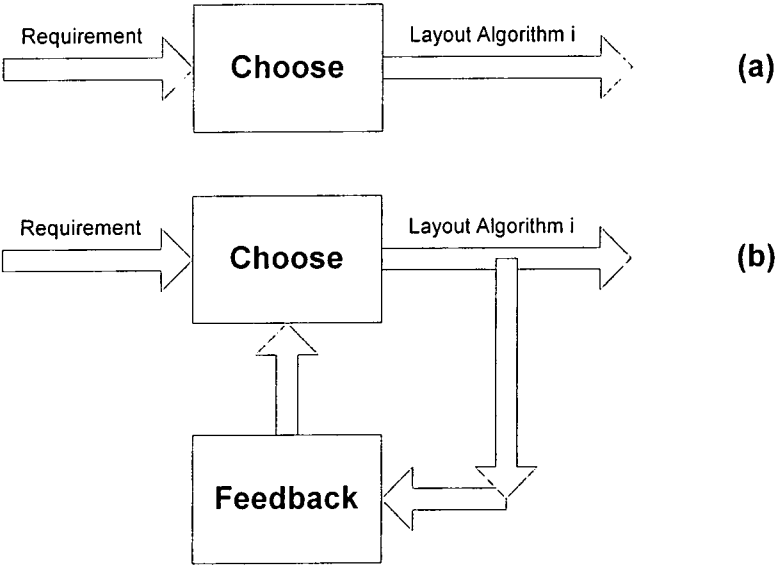 Requirement
Layout Algorithm i
Choose
(a)
Requirement
Layout Algorithm i
Choose
(b)
Feedback